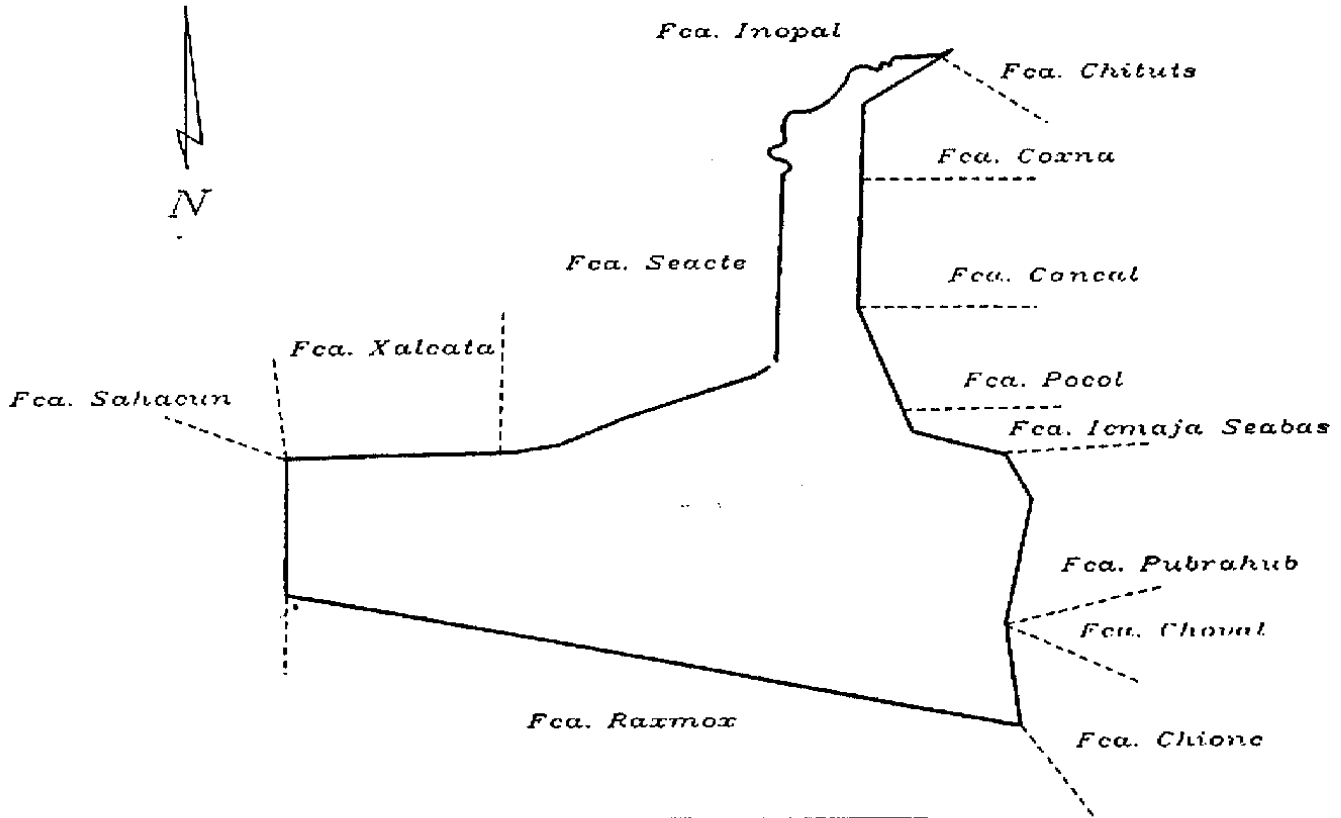 Fca. Inopal
Fca. Chituts
Fca. Coxna
N
Fca. Seacte
Fca. Concal
Fca. Xalcata
Fca. Pocol
Fca. Sahacun
Fca. Icmaja Seabas
Fca. Pubrahub
Fca. Choval
Fca. Raxmox
Fca. Chionc